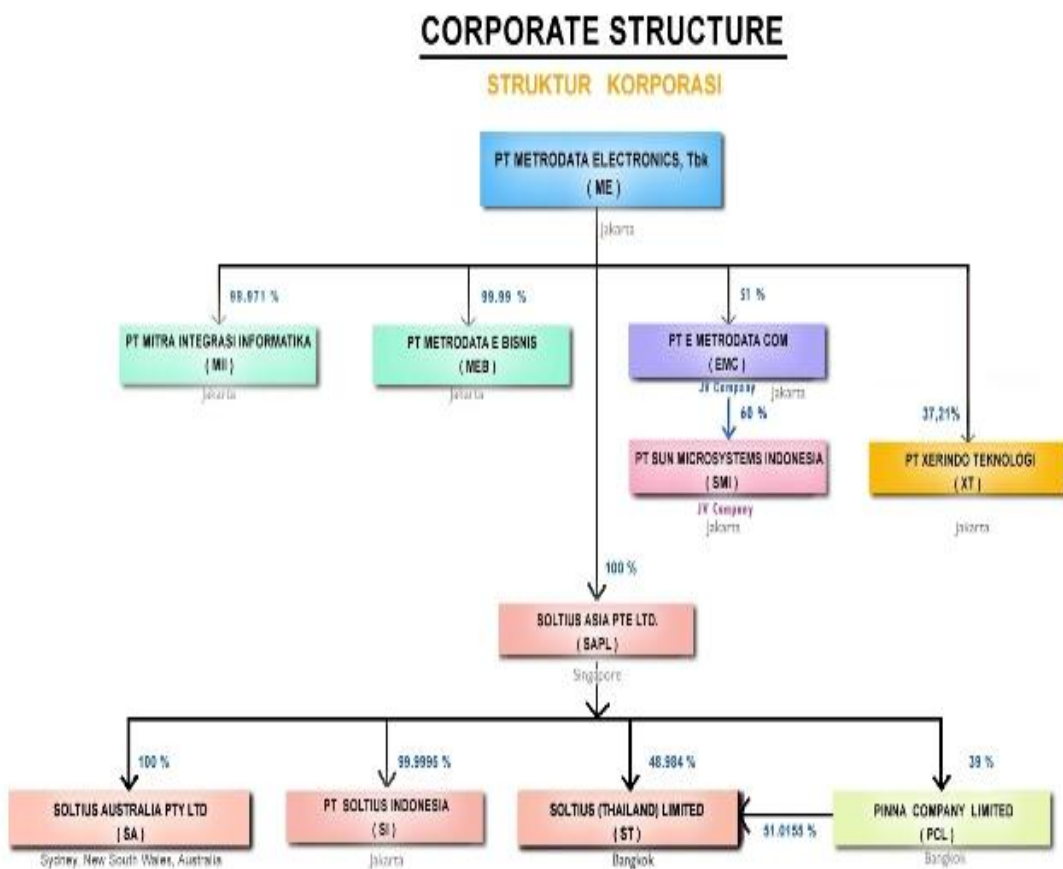 CORPORATE STRUCTURE
STRUKTUR KORPORASI
PT METRODATA ELECTRONICS, Tbk
( ME )
Jakarta
99.99 %
51 %
PT MITRA INTEGRASI INFORMATIKA
( MII )
Jakarta
PT METRODATA E BISNIS
( MEB )
Jakarta
PT E METRODATA COM
( EMC )
JV Company
Jakarta
60 %
37,21%
PT SUN MICROSYSTEMS INDONESIA
( SMI )
JV Company
Jakarta
PT XERINDO TEKNOLOGI
( XT )
Jakarta
100 %
SOLTIUS ASIA PTE LTD.
( SAPL )
Singapore
100 %
99.9995 %
48.984 %
39 %
SOLTIUS AUSTRALIA PTY LTD
( SA )
Sydney, New South Wales, Australia
PT SOLTIUS INDONESIA
( SI )
Jakarta
SOLTIUS (THAILAND) LIMITED
( ST )
Bangkok
51.0155 %
PINNA COMPANY LIMITED
( PCL )
Bangkok